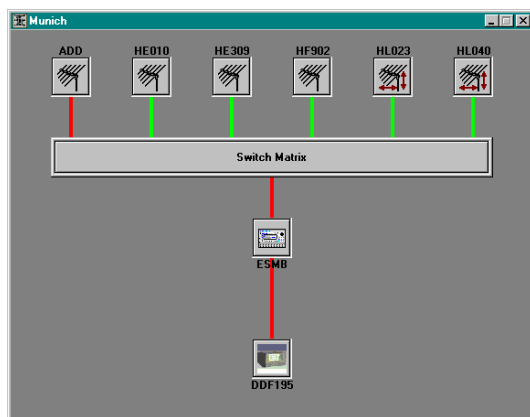 Munich
ADD HE010 HE309 HF902 HL023 HL040
Switch Matrix
ESMB
DDF195